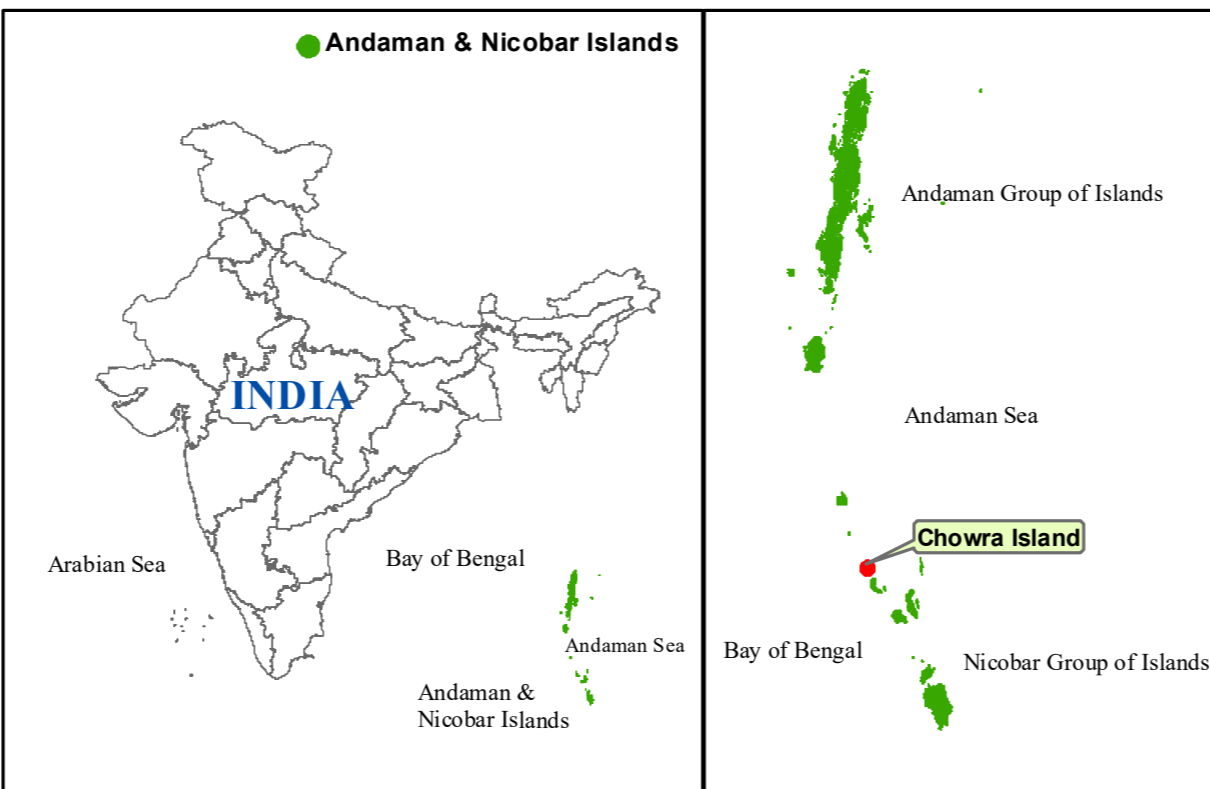 Andaman & Nicobar Islands
INDIA
Arabian Sea
Bay of Bengal
Andaman Sea
Andaman &
Nicobar Islands
Andaman Group of Islands
Andaman Sea
Chowra Island
Bay of Bengal
Nicobar Group of Islands